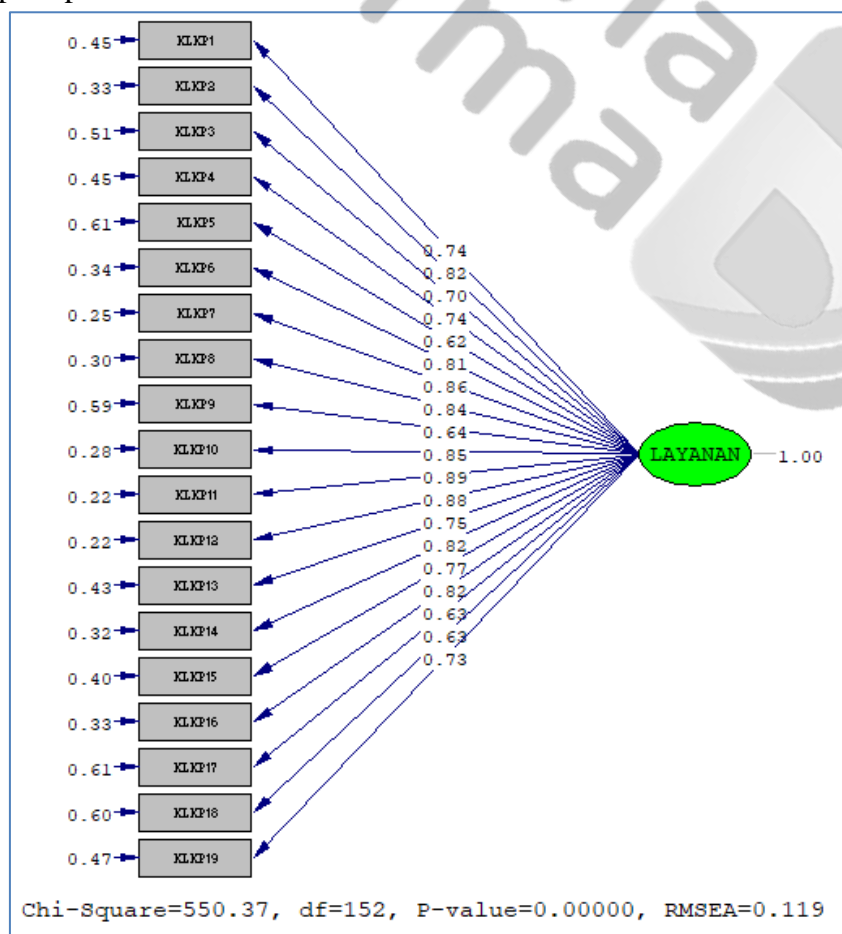 0.45 KLKP1
0.33 KLKP2
0.51 KLKP3
0.45 KLKP4
0.61 KLKP5
0.34 KLKP6
0.25 KLKP7
0.30 KLKP8
0.59 KLKP9
0.28 KLKP10
0.22 KLKP11
0.22 KLKP12
0.43 KLKP13
0.32 KLKP14
0.40 KLKP15
0.33 KLKP16
0.61 KLKP17
0.60 KLKP18
0.47 KLKP19
0.74
0.82
0.70
0.74
0.62
0.81
0.86
0.84
0.64
0.85
0.89
0.88
0.75
0.82
0.77
0.82
0.63
0.63
0.73
LAYANAN 1.00
Chi-Square=550.37, df=152, P-value=0.00000, RMSEA=0.119